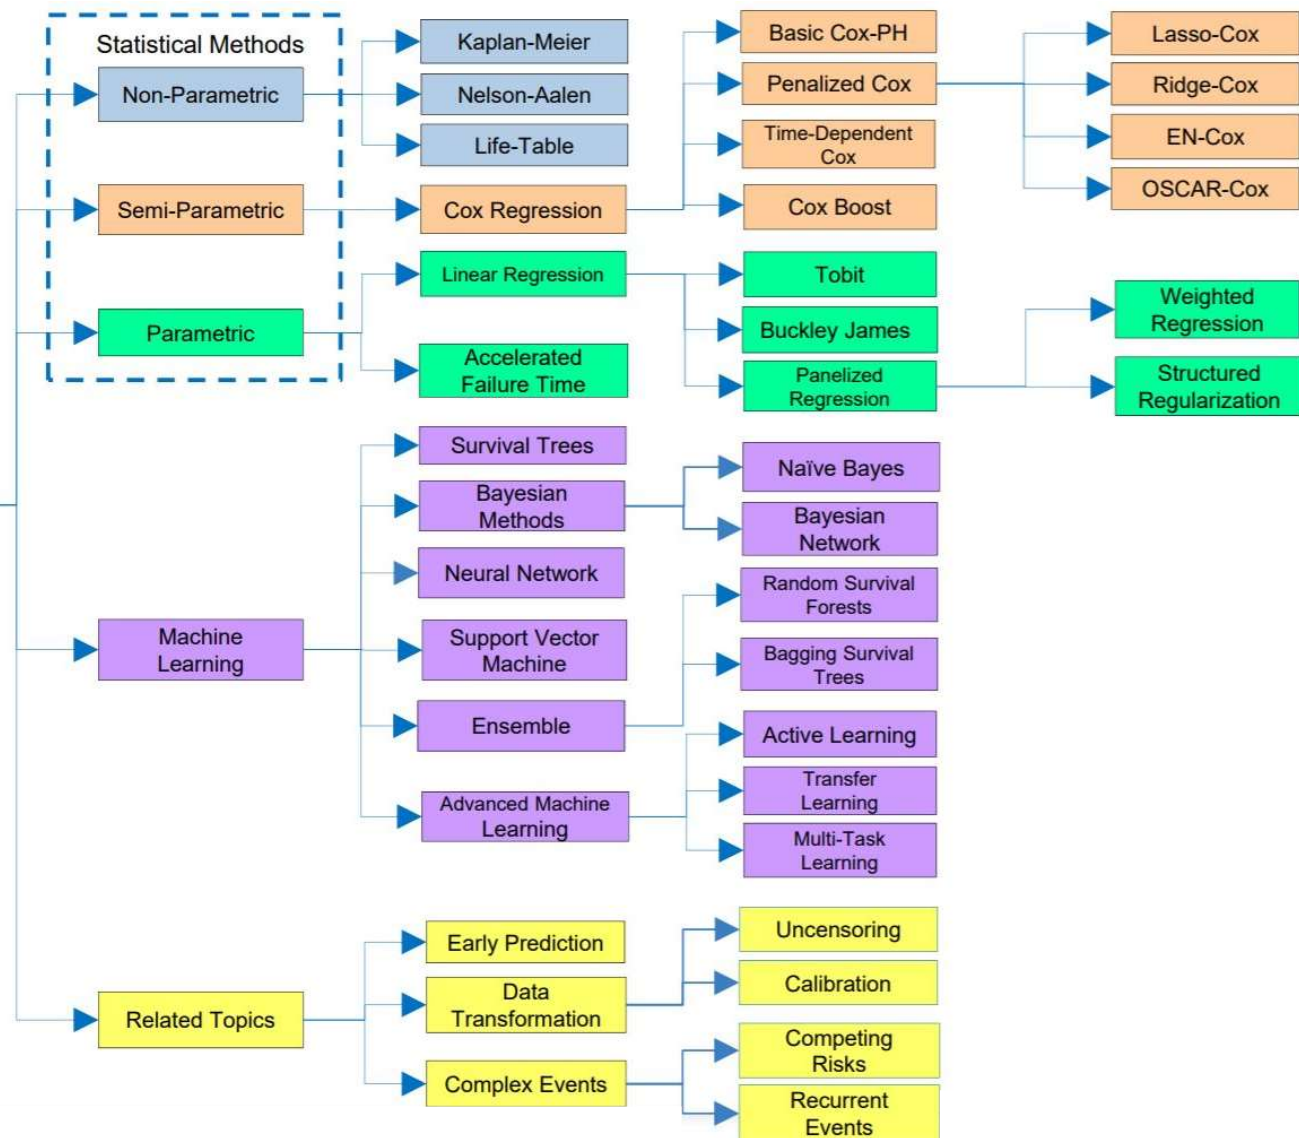 Statistical Methods
Non-Parametric
Semi-Parametric
Parametric
Machine
Learning
Related Topics
Kaplan-Meier
Nelson-Aalen
Life-Table
Cox Regression
Linear Regression
Accelerated
Failure Time
Survival Trees
Bayesian
Methods
Neural Network
Support Vector
Machine
Ensemble
Advanced Machine
Learning
Early Prediction
Data
Transformation
Complex Events
Basic Cox-PH
Penalized Cox
Time-Dependent
Cox
Cox Boost
Tobit
Buckley James
Panelized
Regression
Naïve Bayes
Bayesian
Network
Random Survival
Forests
Bagging Survival
Trees
Active Learning
Transfer
Learning
Multi-Task
Learning
Uncensoring
Calibration
Competing
Risks
Recurrent
Events
Lasso-Cox
Ridge-Cox
EN-Cox
OSCAR-Cox
Weighted
Regression
Structured
Regularization